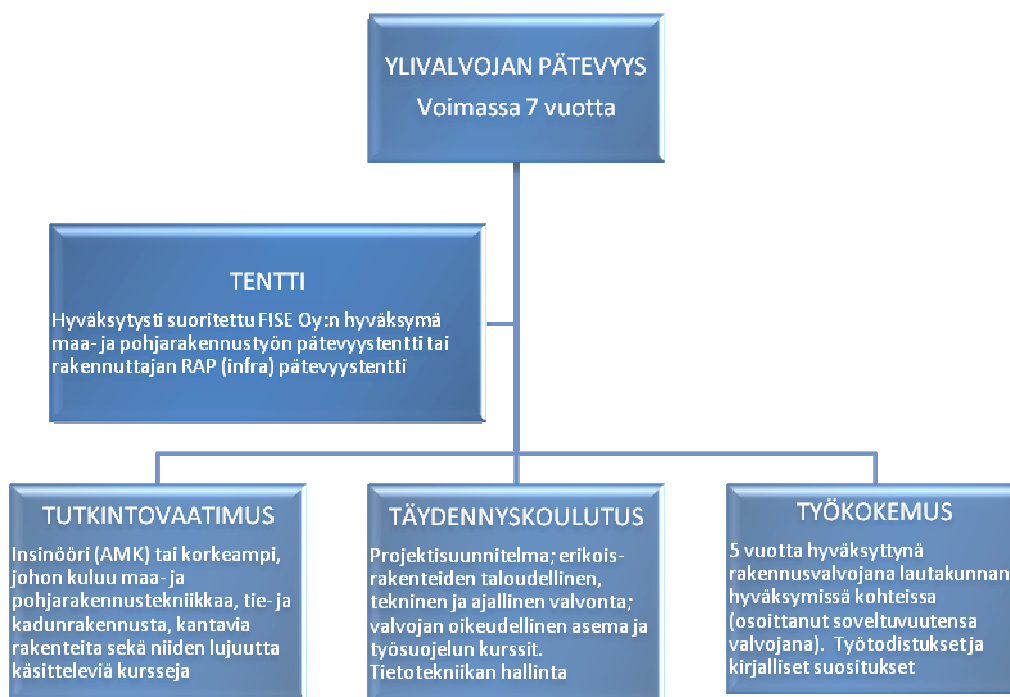 YLIVALVOJAN PÄTEVYYS
Voimassa 7 vuotta
TENTTI
Hyväksytysti suoritettu FISE Oy:n hyväksymä
maa- ja pohjarakennustyön pätevyystentti tai
rakennuttajan RAP (infra) pätevyystentti
TUTKINTOVAATIMUS
Insinööri (AMK) tai korkeampi,
johon kuluu maa- ja
pohjarakennustekniikkaa, tie- ja
kadunrakennusta, kantavia
rakenteita sekä niiden lujuutta
käsitteleviä kursseja
TÄYDENNYSKOULUTUS
Projektisuunnitelma; erikois-
rakenteiden taloudellinen,
tekninen ja ajallinen valvonta;
valvojan oikeudellinen asema ja
työsuojelun kurssit.
Tietotekniikan hallinta
TYÖKOKEMUS
5 vuotta hyväksyttynä
rakennusvalvojana lautakunnan
hyväksymissä kohteissa
(osoittanut soveltuvuutensa
valvojana). Työtodistukset ja
kirjalliset suositukset